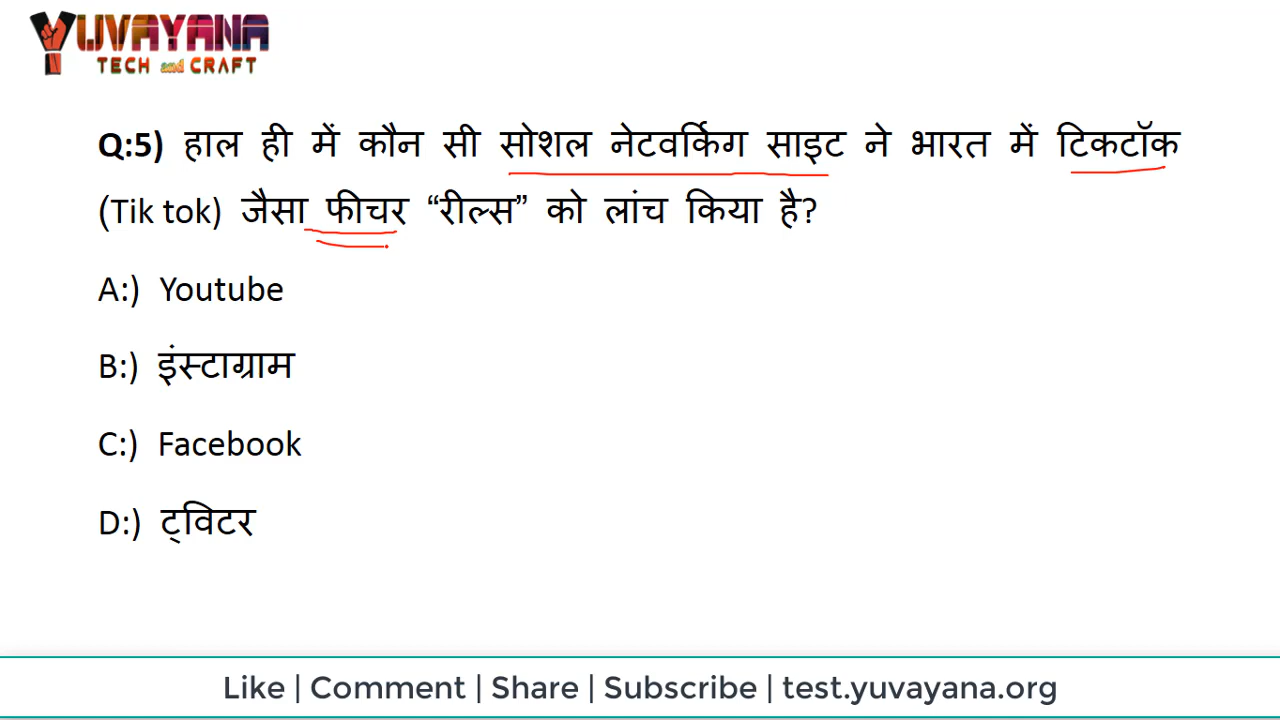 YUVAYANA
TECH and CRAFT
Q:5) हाल ही में कौन सी सोशल नेटवर्किंग साइट ने भारत में टिकटॉक
(Tik tok) जैसा फीचर “रील्स” को लांच किया है?
A:) Youtube
B:) इंस्टाग्राम
C:) Facebook
D:) ट्विटर
Like | Comment | Share | Subscribe | test.yuvayana.org